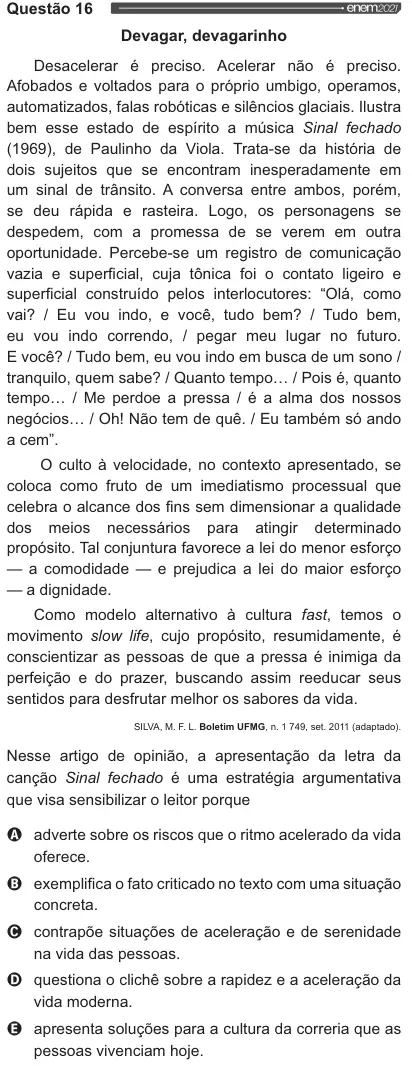 Questão 16 enem2021
Devagar, devagarinho
Desacelerar é preciso. Acelerar não é preciso.
Afobados e voltados para o próprio umbigo, operamos,
automatizados, falas robóticas e silêncios glaciais. Ilustra
bem esse estado de espírito a música Sinal fechado
(1969), de Paulinho da Viola. Trata-se da história de
dois sujeitos que se encontram inesperadamente em
um sinal de trânsito. A conversa entre ambos, porém,
se deu rápida e rasteira. Logo, os personagens se
despedem, com a promessa de se verem em outra
oportunidade. Percebe-se um registro de comunicação
vazia e superficial, cuja tônica foi o contato ligeiro e
superficial construído pelos interlocutores: “Olá, como
vai? / Eu vou indo, e você, tudo bem? / Tudo bem,
eu vou indo correndo, / pegar meu lugar no futuro.
E você? / Tudo bem, eu vou indo em busca de um sono /
tranquilo, quem sabe? / Quanto tempo... / Pois é, quanto
tempo... / Me perdoe a pressa / é a alma dos nossos
negócios... / Oh! Não tem de quê. / Eu também só ando
a cem”.
O culto à velocidade, no contexto apresentado, se
coloca como fruto de um imediatismo processual que
celebra o alcance dos fins sem dimensionar a qualidade
dos meios necessários para atingir determinado
propósito. Tal conjuntura favorece a lei do menor esforço
— a comodidade — e prejudica a lei do maior esforço
— a dignidade.
Como modelo alternativo à cultura fast, temos o
movimento slow life, cujo propósito, resumidamente, é
conscientizar as pessoas de que a pressa é inimiga da
perfeição e do prazer, buscando assim reeducar seus
sentidos para desfrutar melhor os sabores da vida.
SILVA, M. F. L. Boletim UFMG, n. 1 749, set. 2011 (adaptado).
Nesse artigo de opinião, a apresentação da letra da
canção Sinal fechado é uma estratégia argumentativa
que visa sensibilizar o leitor porque
A adverte sobre os riscos que o ritmo acelerado da vida
oferece.
B exemplifica o fato criticado no texto com uma situação
concreta.
C contrapõe situações de aceleração e de serenidade
na vida das pessoas.
D questiona o clichê sobre a rapidez e a aceleração da
vida moderna.
E apresenta soluções para a cultura da correria que as
pessoas vivenciam hoje.